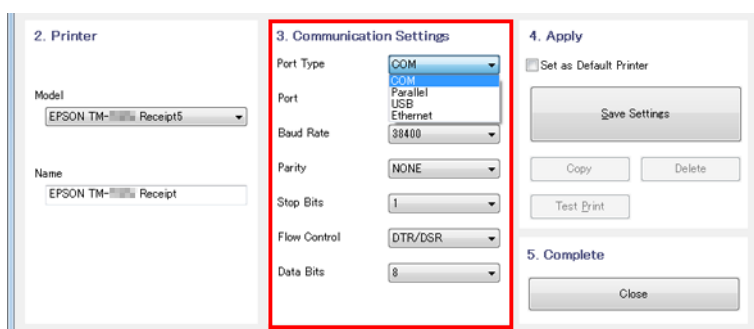 2. Printer
Model
EPSON TM- Receipt5
Name
EPSON TM- Receipt
3. Communication Settings
Port Type
COM
COM
Parallel
USB
Ethernet
Port
Baud Rate
38400
Parity
NONE
Stop Bits
1
Flow Control
DTR/DSR
Data Bits
8
4. Apply
Set as Default Printer
Save Settings
Copy
Delete
Test Print
5. Complete
Close